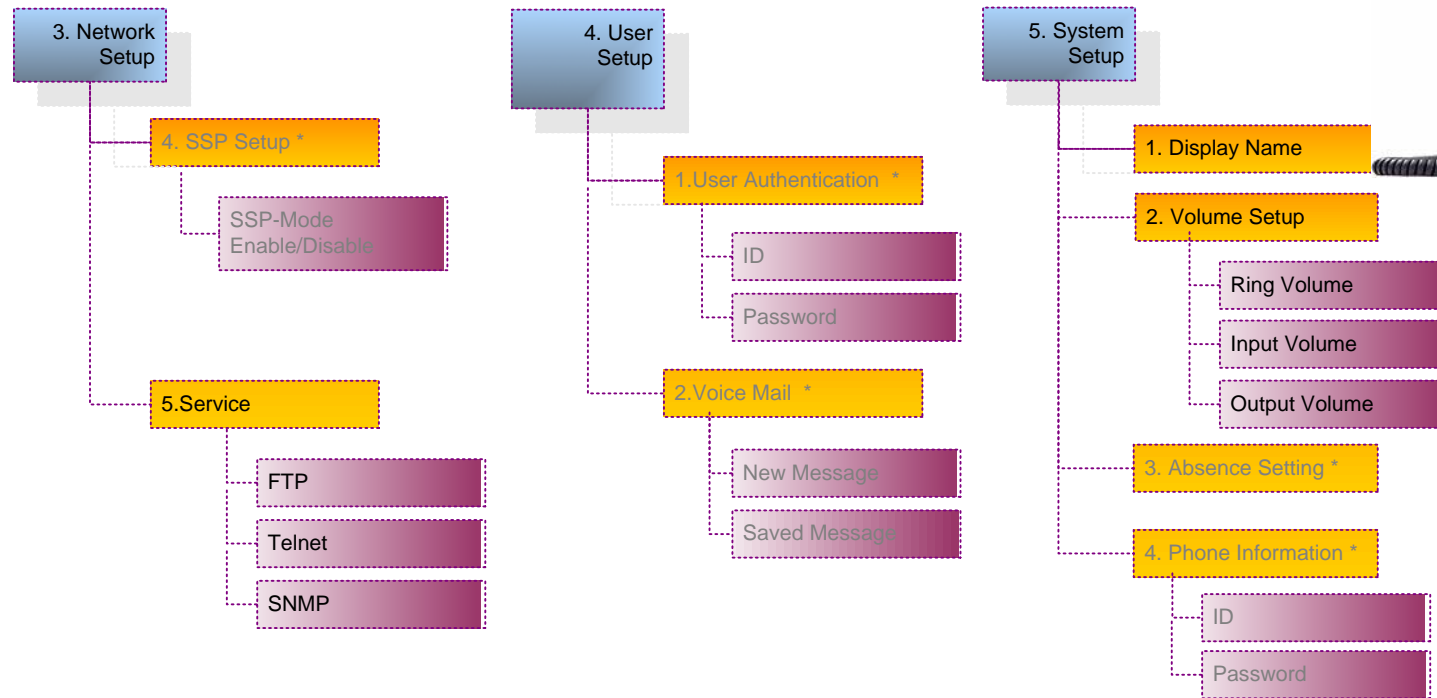 3. Network
Setup
4. SSP Setup *
SSP-Mode
Enable/Disable
5.Service
FTP
Telnet
SNMP
4. User
Setup
1.User Authentication *
ID
Password
2.Voice Mail *
New Message
Saved Message
5. System
Setup
1. Display Name
2. Volume Setup
Ring Volume
Input Volume
Output Volume
3. Absence Setting *
4. Phone Information *
ID
Password